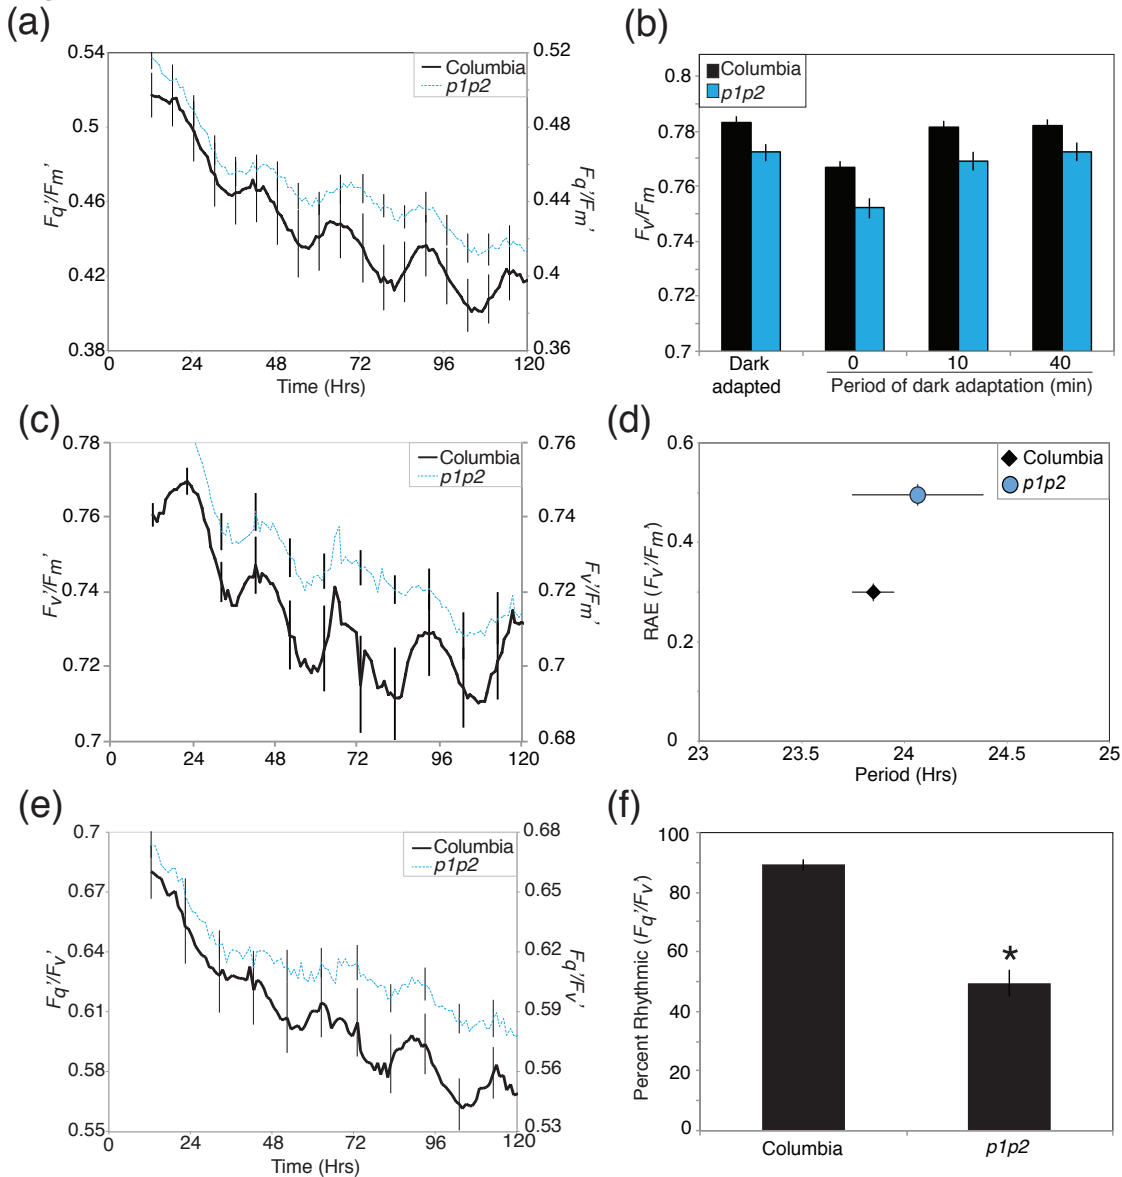 (a)
0.54
0.5
0.46
0.42
0.38
Fq'/Fm'
0.52
0.48
0.44
0.4
0.36
Fq'/Fm'
Columbia
p1p2
0 24 48 72 96 120
Time (Hrs)
(b)
0.8
0.78
0.76
0.74
0.72
0.7
Fv/Fm
Columbia
p1p2
Dark adapted
0 10 40
Period of dark adaptation (min)
(c)
0.78
0.76
0.74
0.72
0.7
Fv'/Fm'
0.76
0.74
0.72
0.7
0.68
Fv'/Fm'
Columbia
p1p2
0 24 48 72 96 120
(d)
0.6
0.4
0.2
0
RAE (Fv'/Fm')
Columbia
p1p2
23 23.5 24 24.5 25
Period (Hrs)
(e)
0.7
0.67
0.64
0.61
0.58
0.55
Fq'/Fv'
0.68
0.65
0.62
0.59
0.56
0.53
Fq'/Fv'
Columbia
p1p2
0 24 48 72 96 120
Time (Hrs)
(f)
100
80
60
40
20
0
Percent Rhythmic (Fq'/Fv')
*
Columbia
p1p2